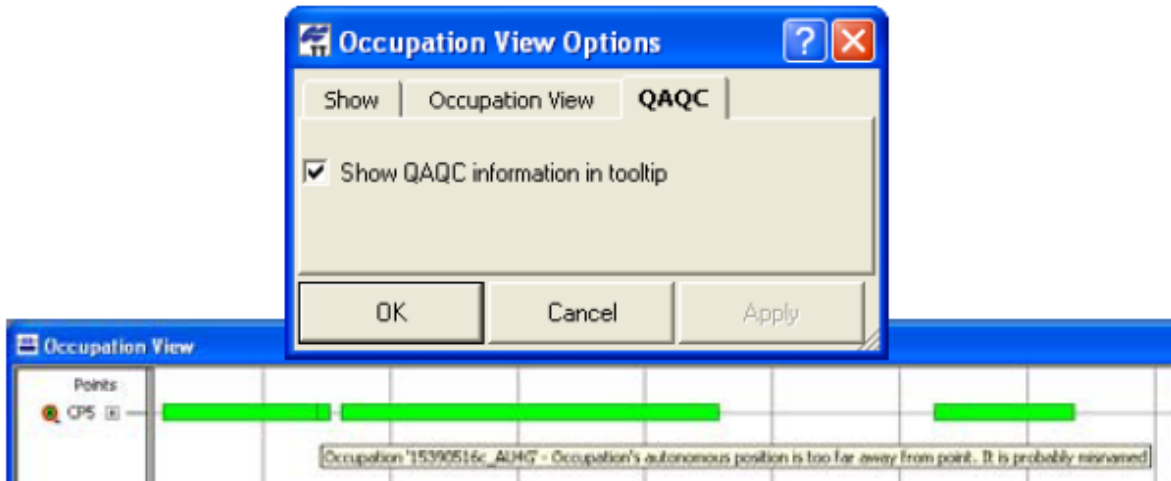 Occupation View Options
Show Occupation View QAQC
Show QAQC information in tooltip
OK Cancel Apply
Occupation View
Points
CP5
Occupation '15390516c_AU4G' - Occupation's autonomous position is too far away from point. It is probably misnamed